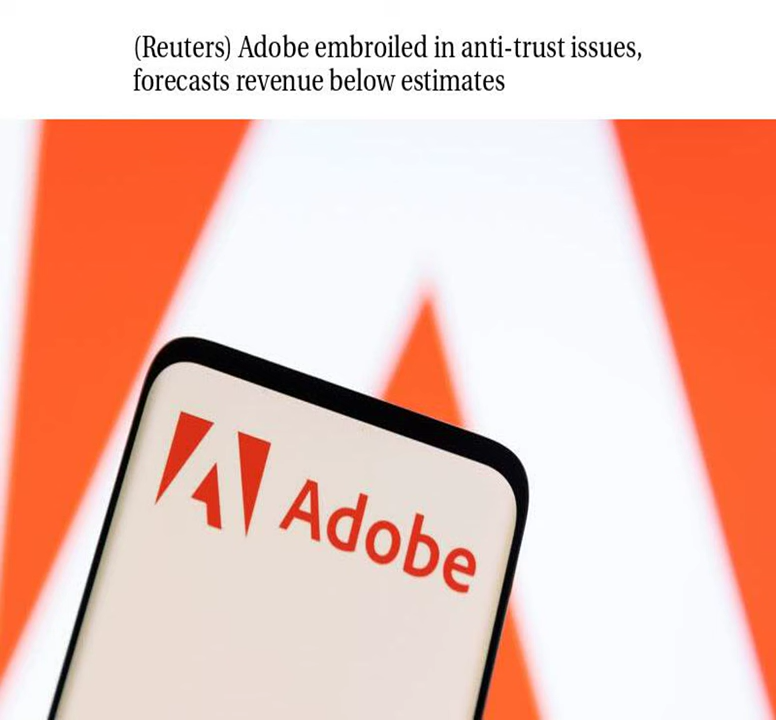 (Reuters) Adobe embroiled in anti-trust issues,
forecasts revenue below estimates
Adobe